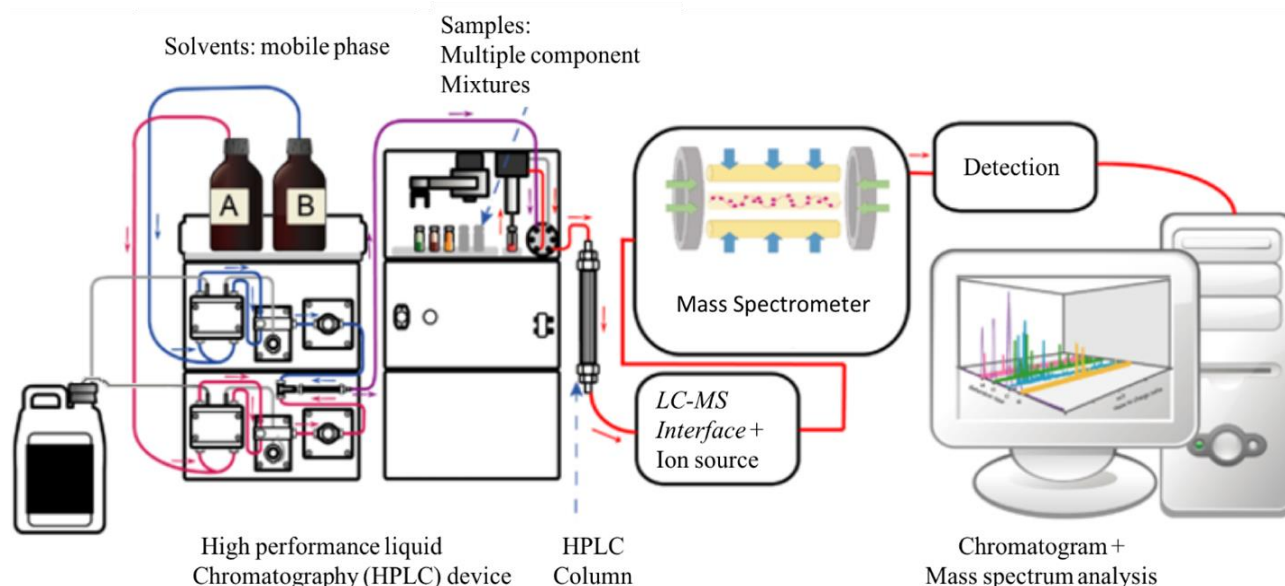 Solvents: mobile phase
Samples:
Multiple component
Mixtures
A
B
Mass Spectrometer
Detection
LC-MS
Interface +
Ion source
High performance liquid
Chromatography (HPLC) device
HPLC
Column
Chromatogram +
Mass spectrum analysis